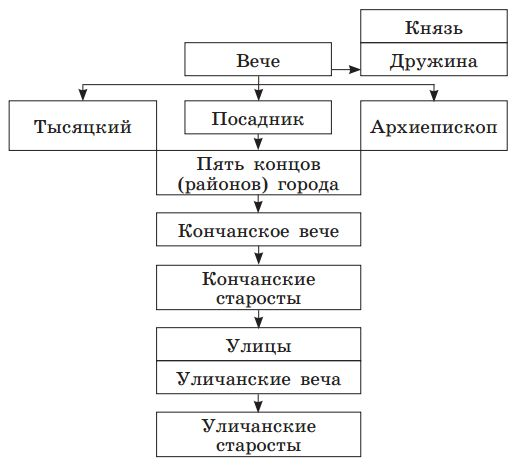 Князь
Вече
Дружина
Тысяцкий
Посадник
Архиепископ
Пять концов
(районов) города
Кончанское вече
Кончанские
старосты
Улицы
Уличанские веча
Уличанские
старосты